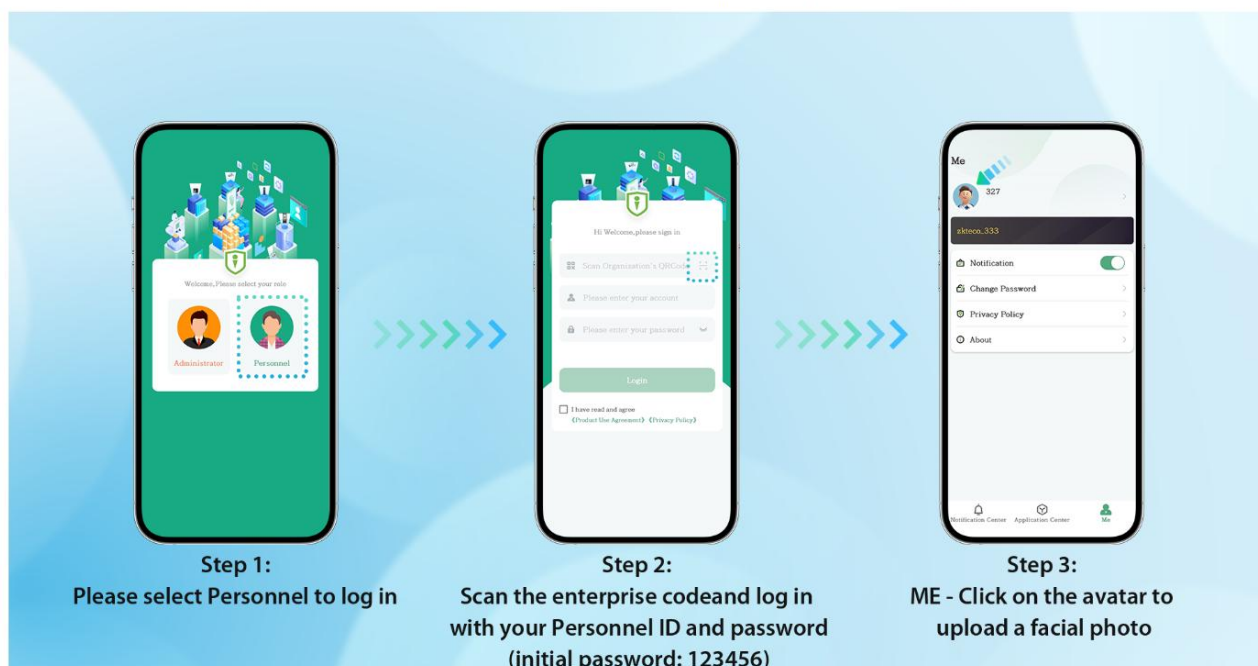 Welcome, Please select your role
Administrator
Personnel
Step 1:
Please select Personnel to log in
Hi Welcome,please sign in
Scan Organization's QRCode
Please enter your account
Please enter your password
Login
I have read and agree
《Product Use Agreement》《Privacy Policy》
Step 2:
Scan the enterprise codeand log in
with your Personnel ID and password
(initial password: 123456)
Me
327
zkteco_333
Notification
Change Password
Privacy Policy
About
Notification Center Application Center Me
Step 3:
ME - Click on the avatar to
upload a facial photo